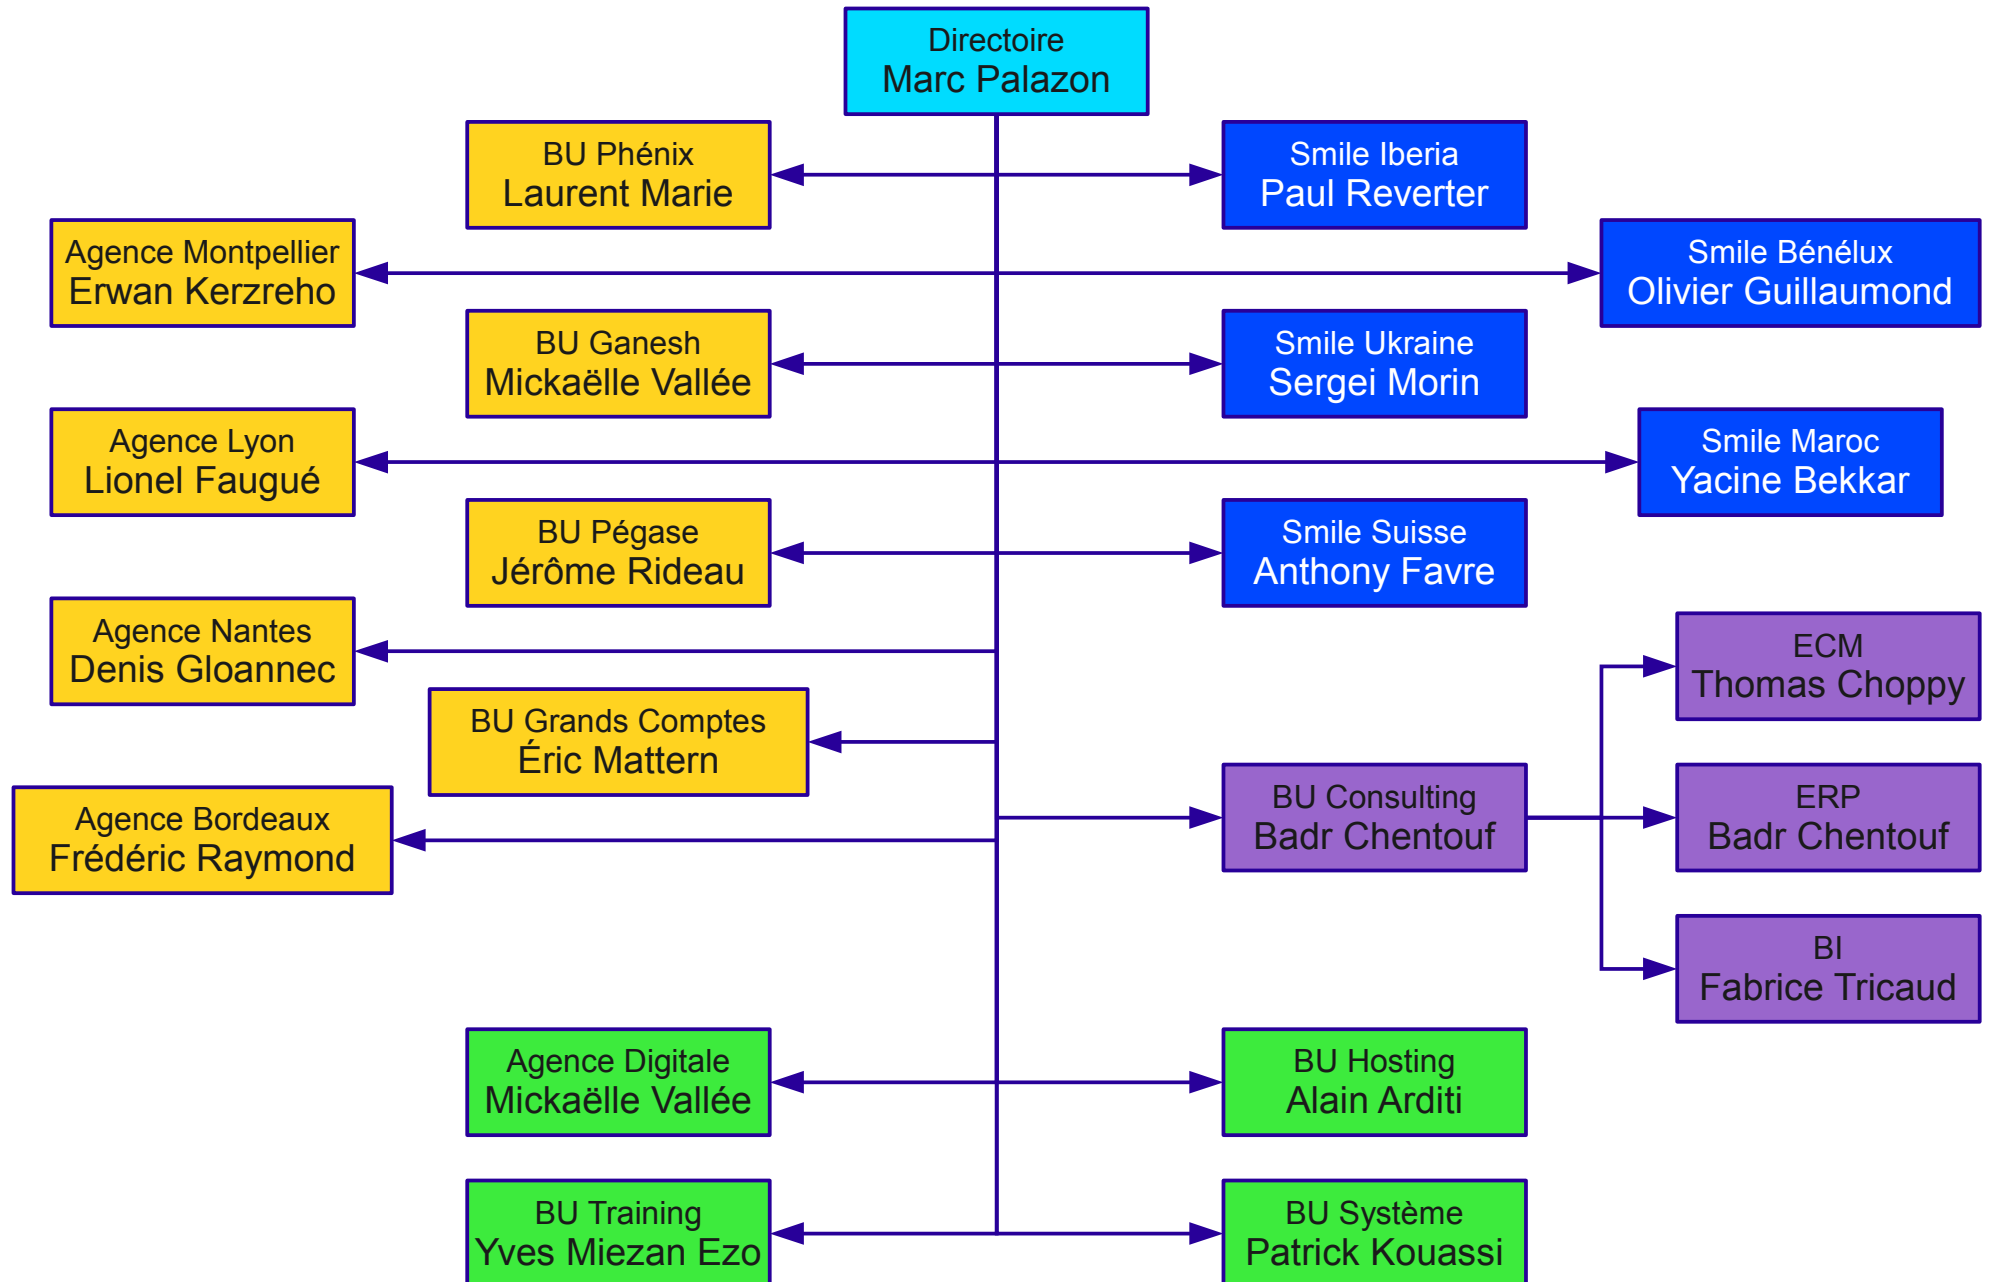 Directoire
Marc Palazon
BU Phénix
Laurent Marie
Smile Iberia
Paul Reverter
Agence Montpellier
Erwan Kerzreho
Smile Bénélux
Olivier Guillaumond
BU Ganesh
Mickaëlle Vallée
Smile Ukraine
Sergei Morin
Agence Lyon
Lionel Faugué
Smile Maroc
Yacine Bekkar
BU Pégase
Jérôme Rideau
Smile Suisse
Anthony Favre
Agence Nantes
Denis Gloannec
ECM
Thomas Choppy
BU Grands Comptes
Éric Mattern
BU Consulting
Badr Chentouf
ERP
Badr Chentouf
Agence Bordeaux
Frédéric Raymond
BI
Fabrice Tricaud
Agence Digitale
Mickaëlle Vallée
BU Hosting
Alain Arditi
BU Training
Yves Miezan Ezo
BU Système
Patrick Kouassi